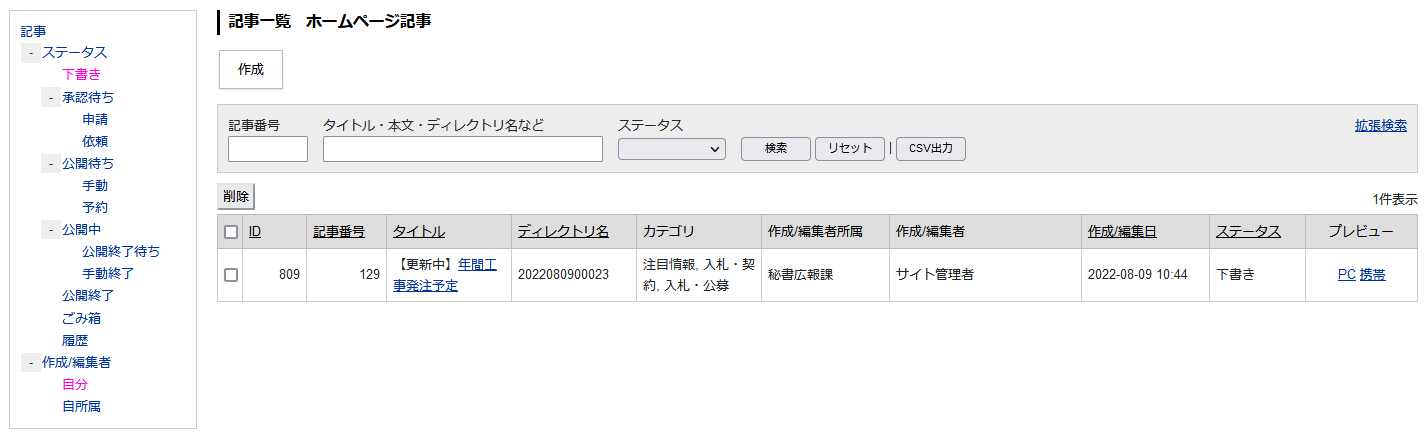 記事
- ステータス
下書き
- 承認待ち
申請
依頼
- 公開待ち
手動
予約
- 公開中
公開終了待ち
手動終了
公開終了
ごみ箱
履歴
- 作成/編集者
自分
自所属
記事一覧　ホームページ記事
作成
記事番号 タイトル・本文・ディレクトリ名など ステータス 拡張検索
検索 リセット | CSV出力
削除 1件表示
ID 記事番号 タイトル ディレクトリ名 カテゴリ 作成/編集者所属 作成/編集者 作成/編集日 ステータス プレビュー
809 129 【更新中】年間工 2022080900023 注目情報, 入札・契 秘書広報課 サイト管理者 2022-08-09 10:44 下書き PC 携帯
事発注予定 約, 入札・公募